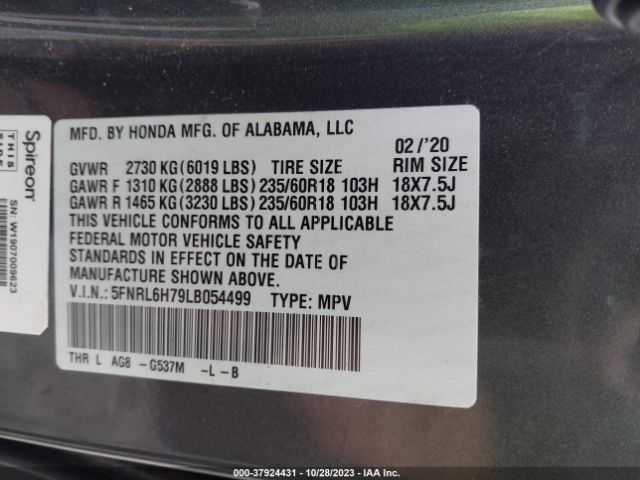 MFD. BY HONDA MFG. OF ALABAMA, LLC
02 /'20
GVWR 2730 KG(6019 LBS) TIRE SIZE RIM SIZE
GAWR F 1310 KG(2888 LBS)235/60R18 103H 18X7.5J
GAWR R 1465 KG(3230 LBS)235/60R18 103H 18X7.5J
THIS VEHICLE CONFORMS TO ALL APPLICABLE
FEDERAL MOTOR VEHICLE SAFETY
STANDARDS IN EFFECT ON THE DATE OF
MANUFACTURE SHOWN ABOVE.
V.I.N.: 5FNRL6H79LB054499 TYPE: MPV
THR L AG8 -G537M -L-B
THIS
SIDE
Spireon
SN: W1907009623
000-37924431 - 10/28/2023 - IAA Inc.